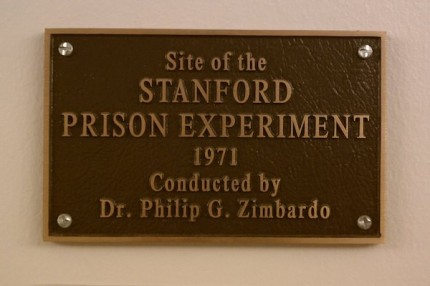 Site of the
STANFORD
PRISON EXPERIMENT
1971
Conducted by
Dr. Philip G. Zimbardo